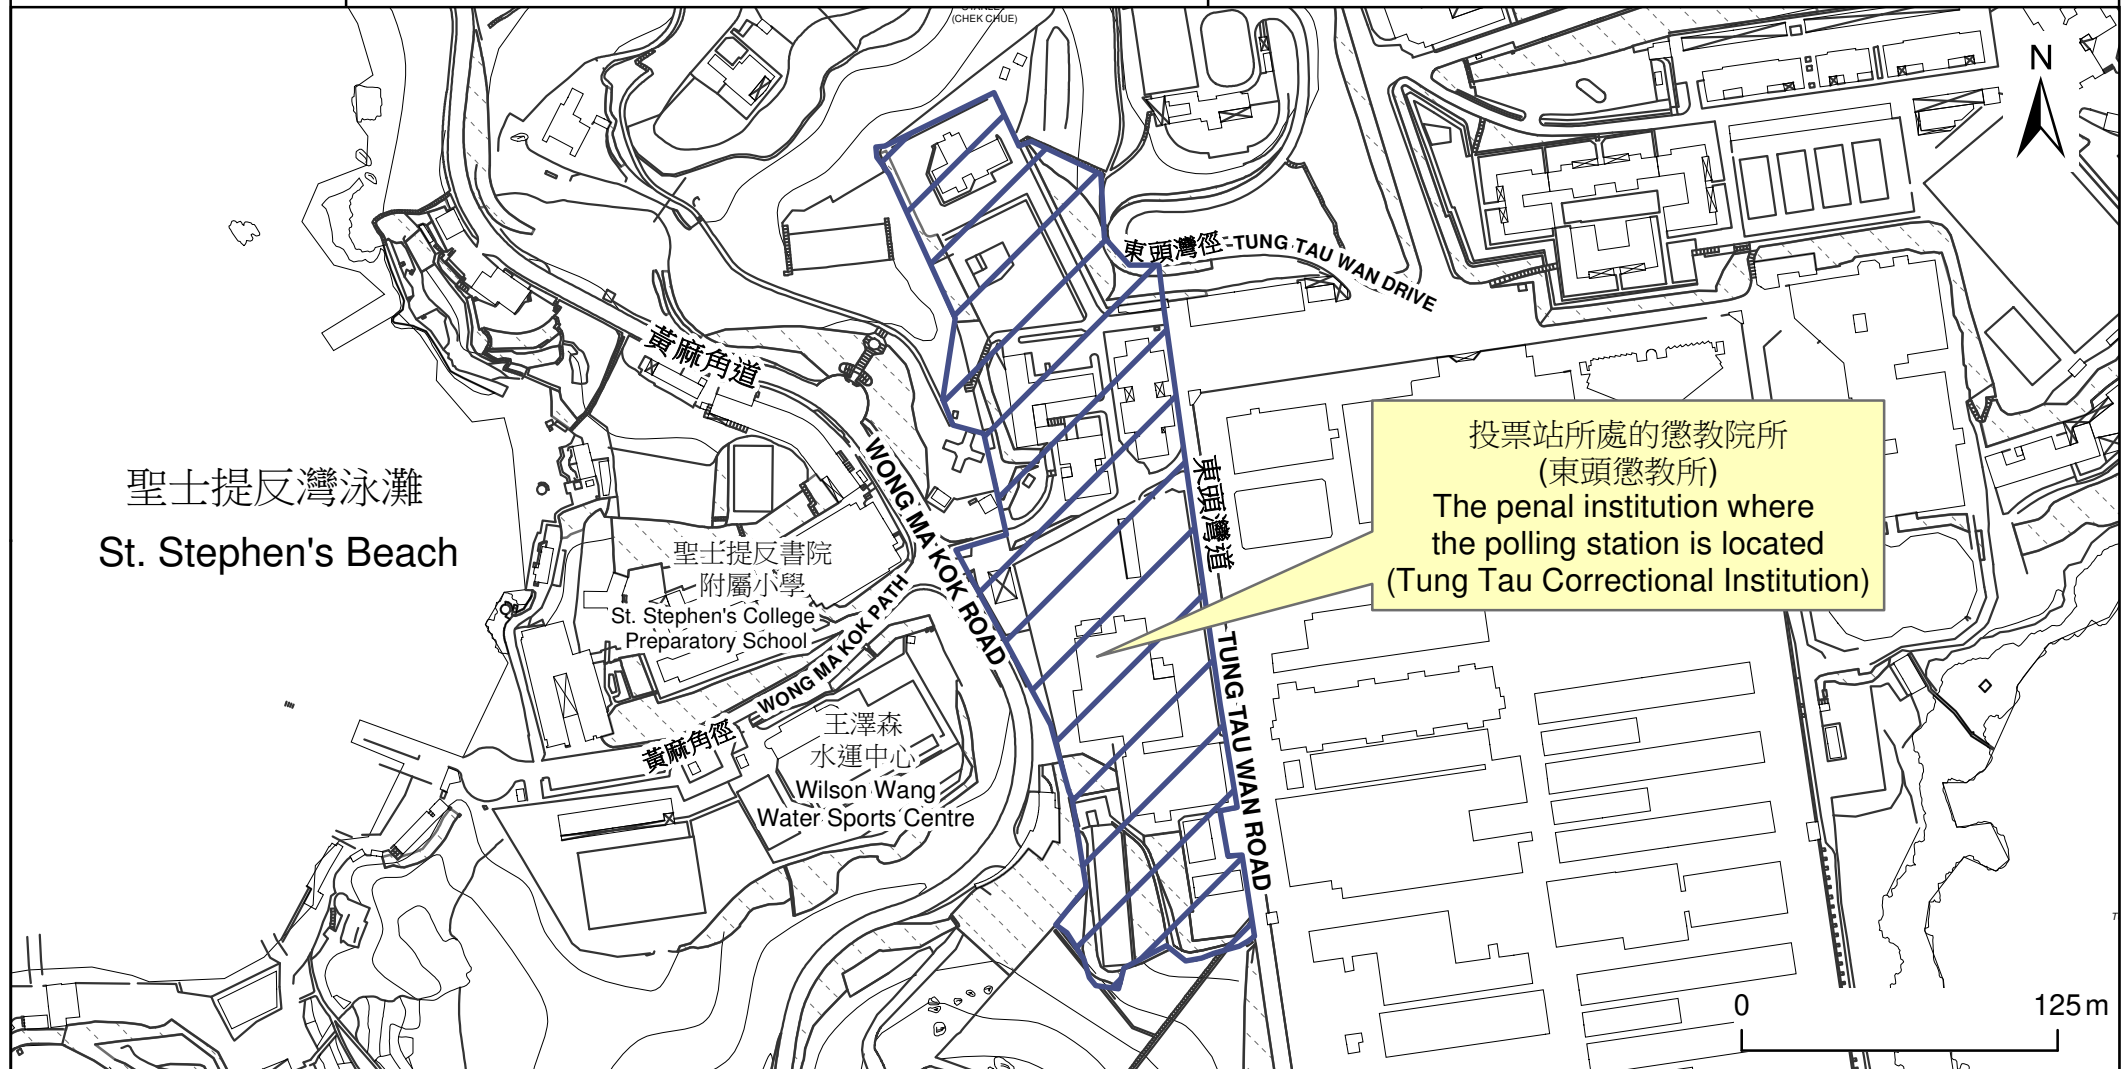 (CHEK CHUE)
N
東頭灣徑 TUNG TAU WAN DRIVE
黃麻角道
WONG MA KOK ROAD
東頭灣道
TUNG TAU WAN ROAD
投票站所處的懲教院所
(東頭懲教所)
The penal institution where
the polling station is located
(Tung Tau Correctional Institution)
聖士提反灣泳灘
St. Stephen's Beach
聖士提反書院
附屬小學
St. Stephen's College
Preparatory School
黃麻角徑 WONG MA KOK PATH
王澤森
水運中心
Wilson Wang
Water Sports Centre
0 125 m